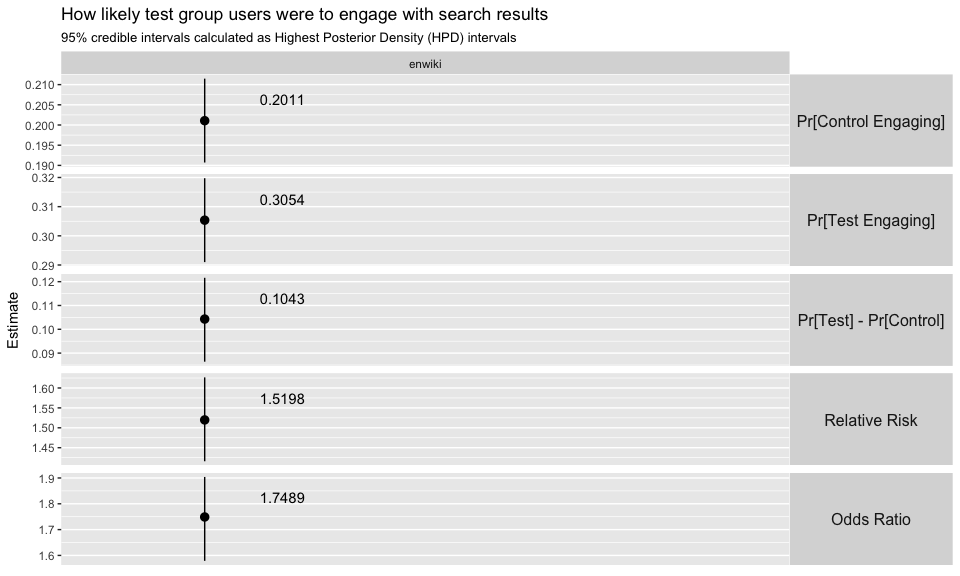 How likely test group users were to engage with search results
95% credible intervals calculated as Highest Posterior Density (HPD) intervals
enwiki
0.210
0.205
0.200
0.195
0.190
0.2011
Pr[Control Engaging]
0.32
0.31
0.30
0.29
0.3054
Pr[Test Engaging]
Estimate
0.12
0.11
0.10
0.09
0.1043
Pr[Test] - Pr[Control]
1.60
1.55
1.50
1.45
1.5198
Relative Risk
1.9
1.8
1.7
1.6
1.7489
Odds Ratio